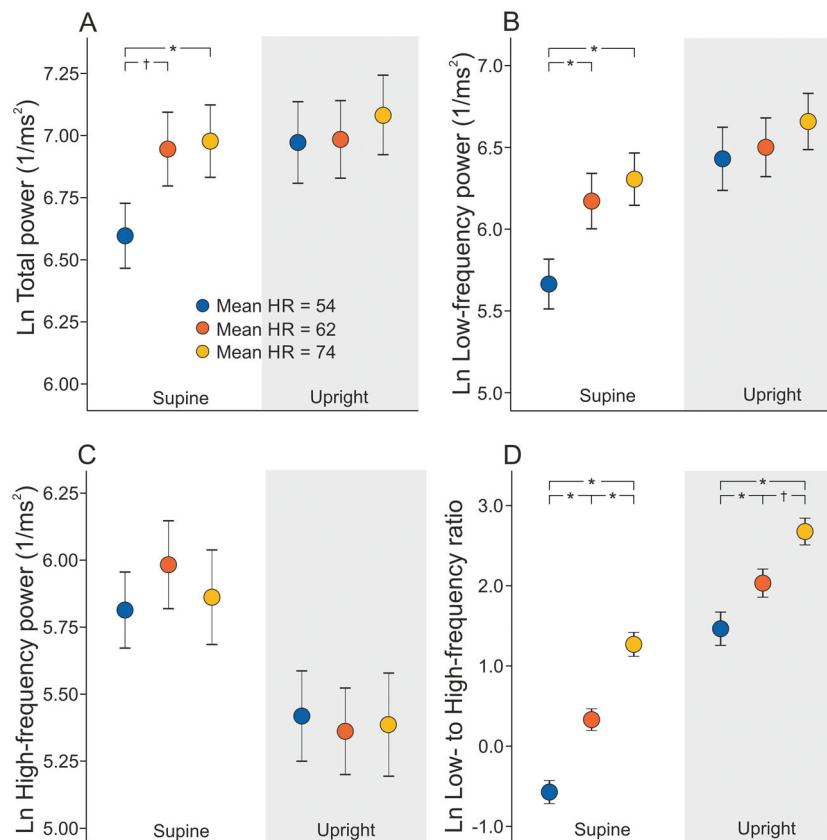 A
Ln Total power (1/ms²)
7.25
7.00
6.75
6.50
6.25
6.00
*
†
Mean HR = 54
Mean HR = 62
Mean HR = 74
Supine
Upright
B
Ln Low-frequency power (1/ms²)
7.0
6.5
6.0
5.5
5.0
*
*
Supine
Upright
C
Ln High-frequency power (1/ms²)
6.25
6.00
5.75
5.50
5.25
5.00
Supine
Upright
D
Ln Low- to High-frequency ratio
3.0
2.0
1.0
0.0
-1.0
*
* *
*
* †
Supine
Upright